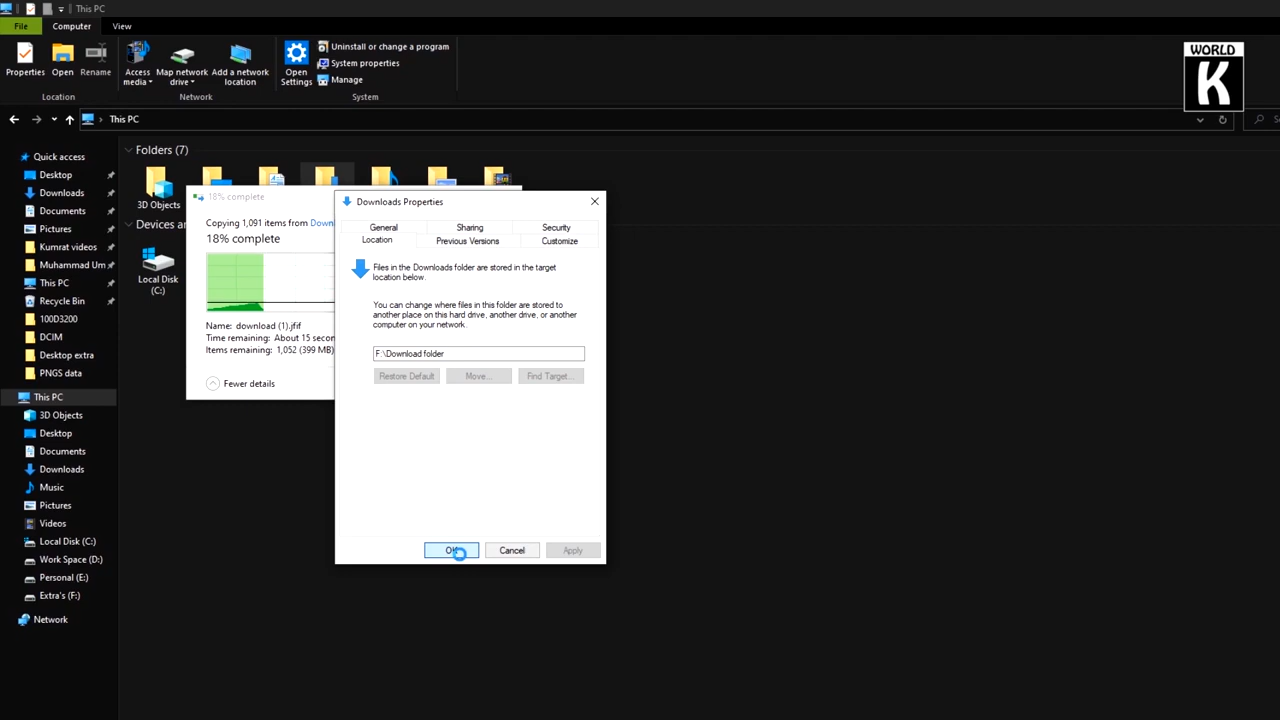 This PC
File
Computer
View
Properties
Open
Rename
Access media
Map network drive
Add a network location
Open Settings
Uninstall or change a program
System properties
Manage
Location
Network
System
WORLD
K
This PC
Quick access
Desktop
Downloads
Documents
Pictures
Kumrat videos
Muhammad Um
This PC
Recycle Bin
100D3200
DCIM
Desktop extra
PNGS data
This PC
3D Objects
Desktop
Documents
Downloads
Music
Pictures
Videos
Local Disk (C:)
Work Space (D:)
Personal (E:)
Extra's (F:)
Network
Folders (7)
3D Objects
Devices a
Local Disk (C:)
18% complete
Copying 1,091 items from Down
18% complete
Name: download (1).jfif
Time remaining: About 15 secon
Items remaining: 1,052 (399 MB)
Fewer details
Downloads Properties
General
Sharing
Security
Location
Previous Versions
Customize
Files in the Downloads folder are stored in the target
location below.
You can change where files in this folder are stored to
another place on this hard drive, another drive, or another
computer on your network.
F:\Download folder
Restore Default
Move...
Find Target...
OK
Cancel
Apply